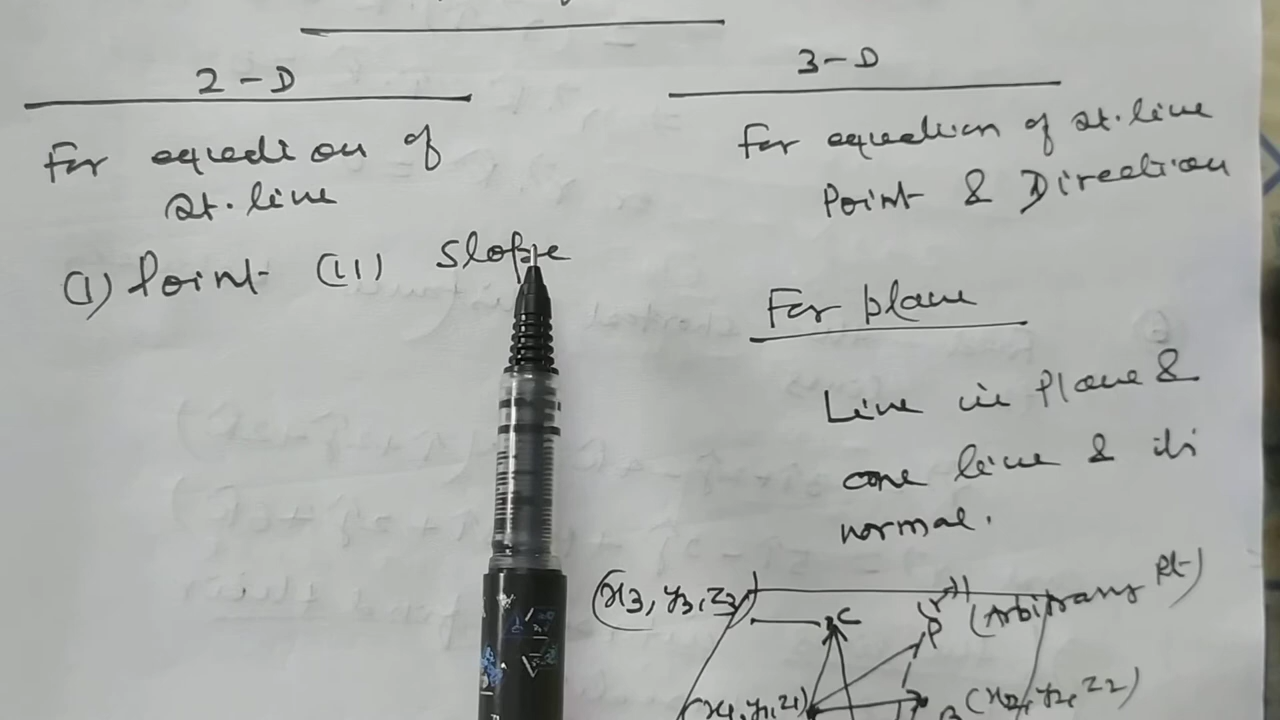 2-D
For equation of
st. line
(i) Point (ii) Slope
3-D
For equation of st. line
Point & Direction
For plane
Line in Plane &
one line & its
normal.
(x3, y3, z3)
C
P
(r)
(Arbitrary Pt)
(x1, y1, z1)
B (x2, y2, z2)